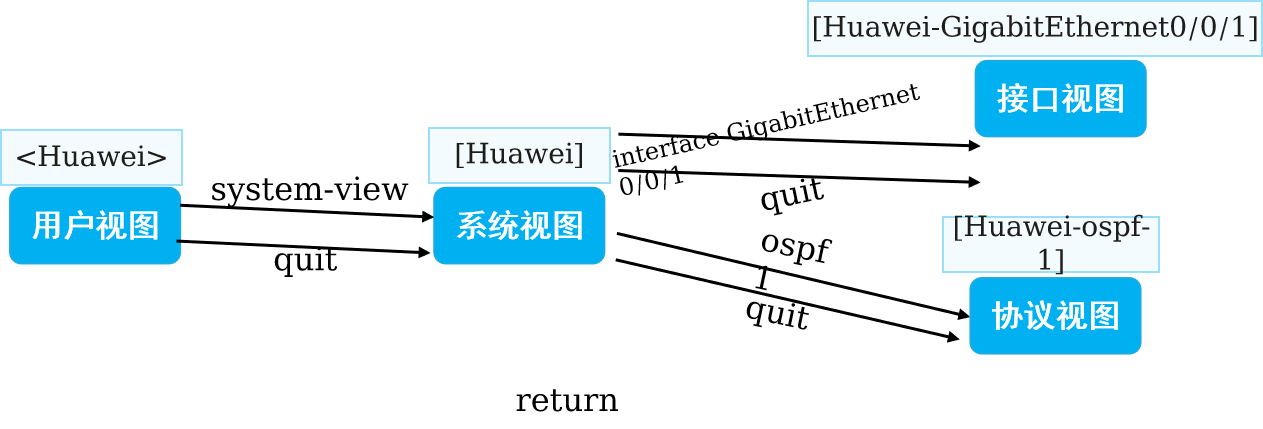 [Huawei-GigabitEthernet0/0/1]
接口视图
<Huawei>
用户视图
system-view
quit
[Huawei]
系统视图
interface GigabitEthernet
0/0/1
quit
ospf
1
quit
[Huawei-ospf-
1]
协议视图
return